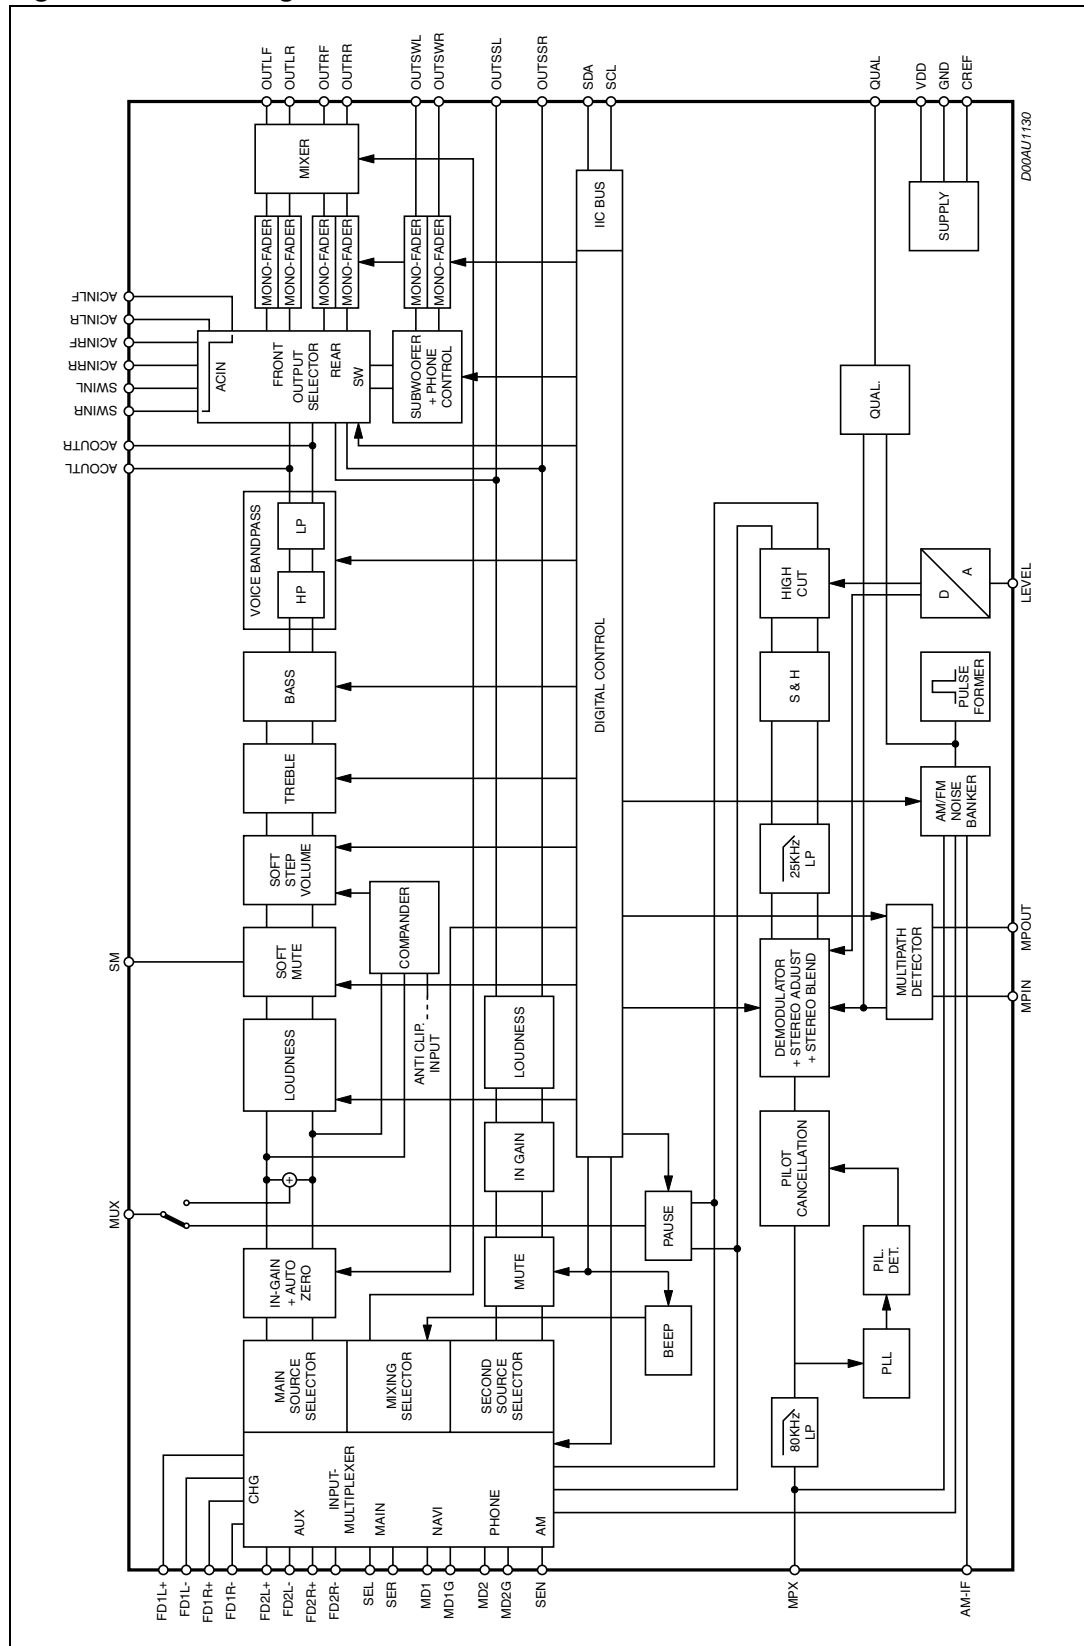 FD1L+
FD1L-
FD1R+
FD1R-
FD2L+
FD2L-
FD2R+
FD2R-
SEL
SER
MD1
MD1G
MD2
MD2G
SEN
MPX
AM-IF
CHG
AUX
INPUT-
MULTIPLEXER
MAIN
NAVI
PHONE
AM
MAIN
SOURCE
SELECTOR
MIXING
SELECTOR
SECOND
SOURCE
SELECTOR
80KHz
LP
MUX
IN-GAIN
+ AUTO
ZERO
+
MUTE
BEEP
PAUSE
IN GAIN
PLL
PIL.
DET.
PILOT
CANCELLATION
LOUDNESS
ANTI CLIP.
INPUT
LOUDNESS
SM
SOFT
MUTE
COMPANDER
DEMODULATOR
+ STEREO ADJUST
+ STEREO BLEND
MULTIPATH
DETECTOR
MPIN
MPOUT
SOFT
STEP
VOLUME
25KHz
LP
AM/FM
NOISE
BANKER
TREBLE
BASS
DIGITAL CONTROL
S & H
PULSE
FORMER
VOICE BANDPASS
HP
LP
HIGH
CUT
D
A
LEVEL
ACOUTL
ACOUTR
SWINR
SWINL
ACINRR
ACINRF
ACINLR
ACINLF
ACIN
FRONT
OUTPUT
SELECTOR
REAR
SW
SUBWOOFER
+ PHONE
CONTROL
QUAL.
MONO-FADER
MONO-FADER
MONO-FADER
MONO-FADER
MONO-FADER
MONO-FADER
IIC BUS
SUPPLY
MIXER
OUTLF
OUTLR
OUTRF
OUTRR
OUTSWL
OUTSWR
OUTSSL
OUTSSR
SDA
SCL
QUAL
VDD
GND
CREF
D00AU1130